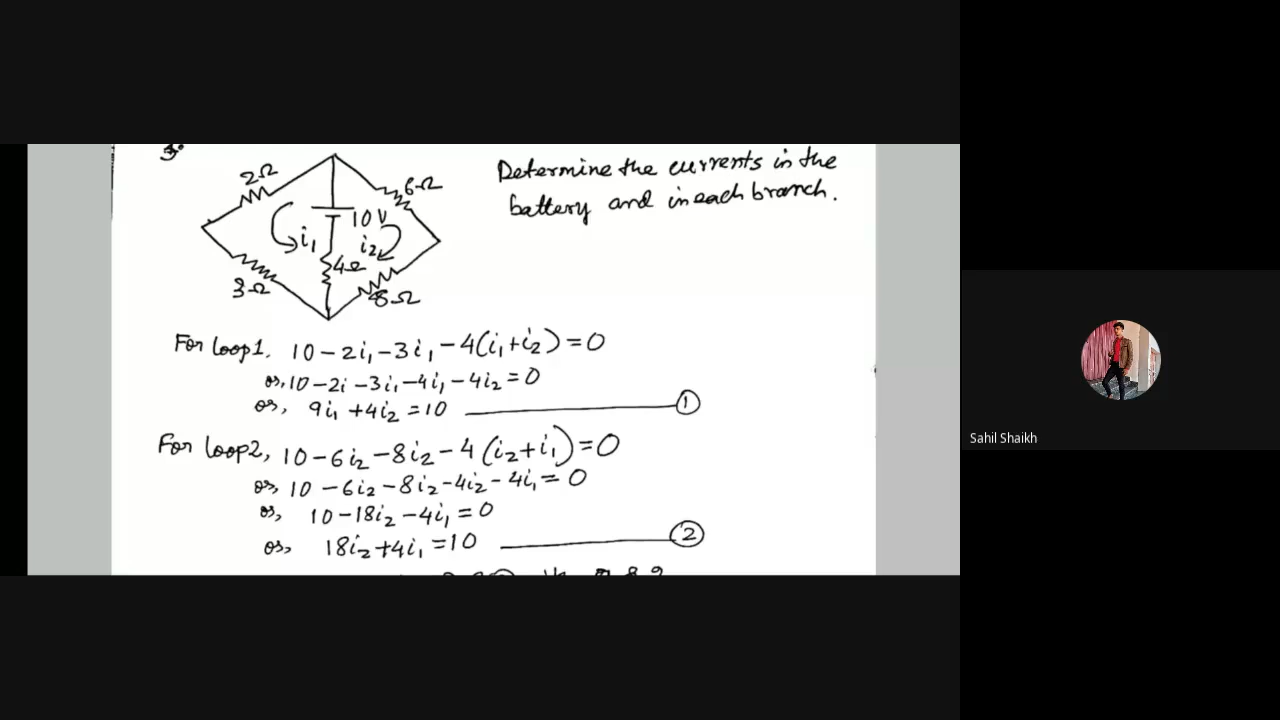 2Ω
6Ω
10V
i₁
i₂
4Ω
3Ω
8Ω
Determine the currents in the
battery and in each branch.
For loop1, 10-2i₁-3i₁-4(i₁+i₂)=0
or, 10-2i-3i₁-4i₁-4i₂=0
or, 9i₁+4i₂=10 ①
For loop2, 10-6i₂-8i₂-4(i₂+i₁)=0
or, 10-6i₂-8i₂-4i₂-4i₁=0
or, 10-18i₂-4i₁=0
or, 18i₂+4i₁=10 ②
Sahil Shaikh